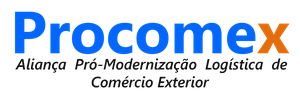 Procomex
Aliança Pró-Modernização Logística de
Comércio Exterior